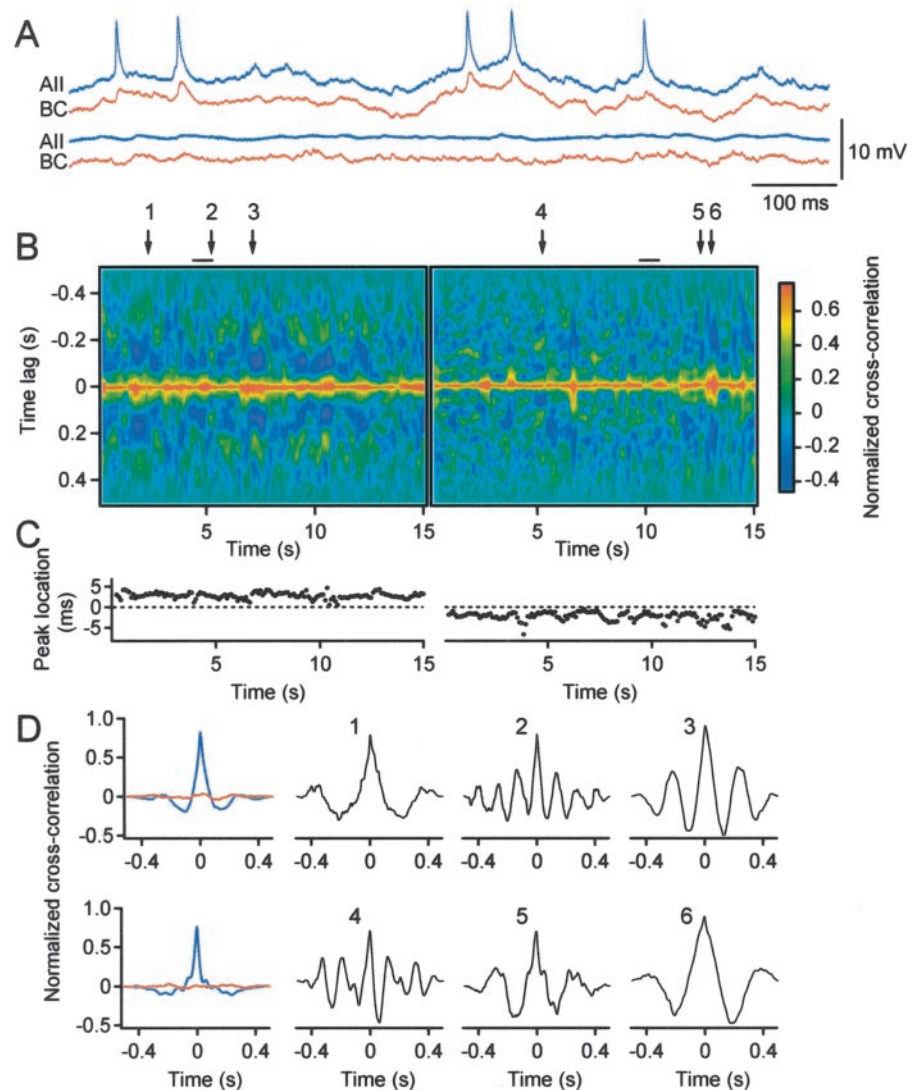 A
AII
BC
AII
BC
10 mV
100 ms
1 2 3 4 5 6
B
-0.4
-0.2
0
0.2
0.4
Time lag (s)
5 10 15
5 10 15
Time (s) Time (s)
0.6
0.4
0.2
0
-0.2
-0.4
Normalized cross-correlation
C
5
0
-5
Peak location
(ms)
5 10 15
5 10 15
Time (s) Time (s)
D
Normalized cross-correlation
1.0
0.5
0
-0.5
1 2 3
-0.4 0 0.4
-0.4 0 0.4
-0.4 0 0.4
-0.4 0 0.4
1.0
0.5
0
-0.5
4 5 6
-0.4 0 0.4
-0.4 0 0.4
-0.4 0 0.4
-0.4 0 0.4
Time (s) Time (s) Time (s) Time (s)